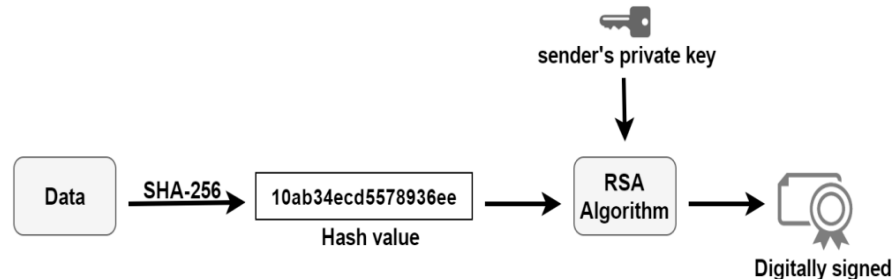 sender's private key
Data
SHA-256
10ab34ecd5578936ee
Hash value
RSA
Algorithm
Digitally signed